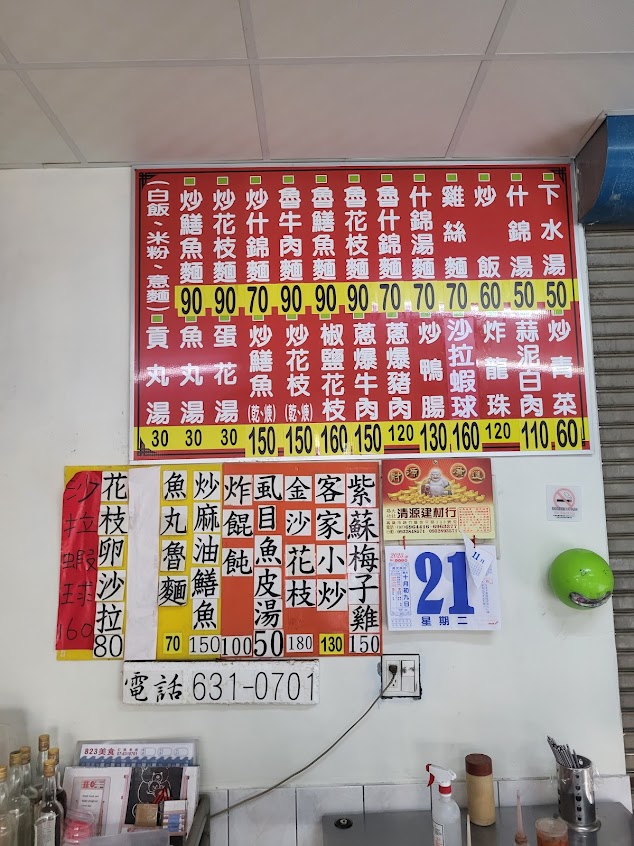 下水湯 50
什錦湯 50
炒飯 60
雞絲麵 70
什錦湯麵 70
魯什錦麵 70
魯花枝麵 90
魯鱔魚麵 90
魯牛肉麵 90
炒什錦麵 70
炒花枝麵 90
炒鱔魚麵 90
(白飯、米粉、意麵)
炒青菜 60
蒜泥白肉 110
炸龍珠 120
沙拉蝦球 160
炒鴨腸 130
蔥爆豬肉 120
蔥爆牛肉 150
椒鹽花枝 160
炒花枝(乾、燴) 150
炒鱔魚(乾、燴) 150
蛋花湯 30
魚丸湯 30
貢丸湯 30
紫蘇梅子雞 150
客家小炒 130
金沙花枝 180
虱目魚皮湯 50
炸餛飩 100
炒麻油鱔魚 150
魚丸魯麵 70
花枝卵沙拉 80
沙拉蝦球 160
電話 631-0701
清源建材行
2025
21
星期二
823美食